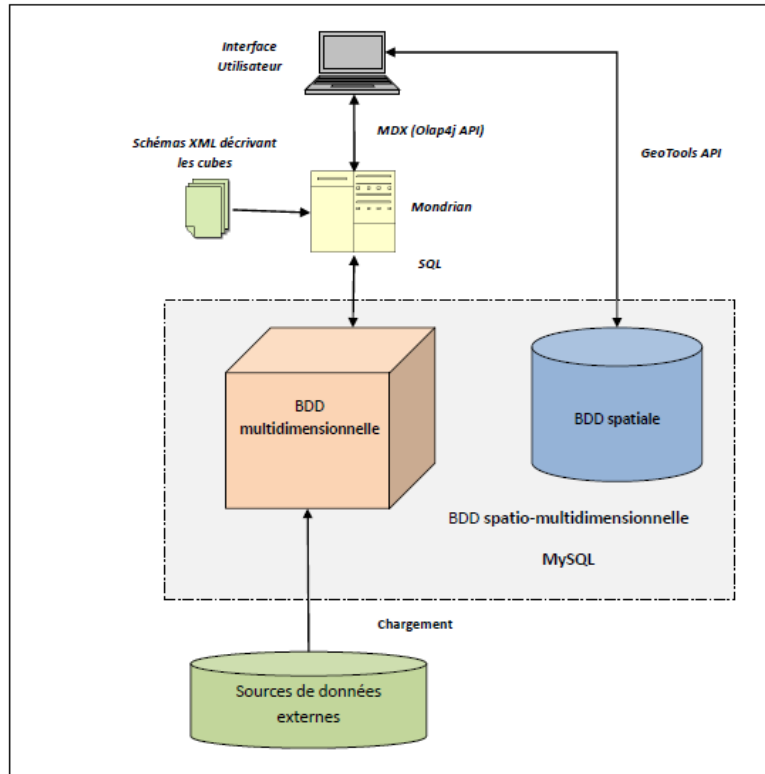 Interface
Utilisateur
MDX (Olap4j API)
Schémas XML décrivant
les cubes
GeoTools API
Mondrian
SQL
BDD
multidimensionnelle
BDD spatiale
BDD spatio-multidimensionnelle
MySQL
Chargement
Sources de données
externes